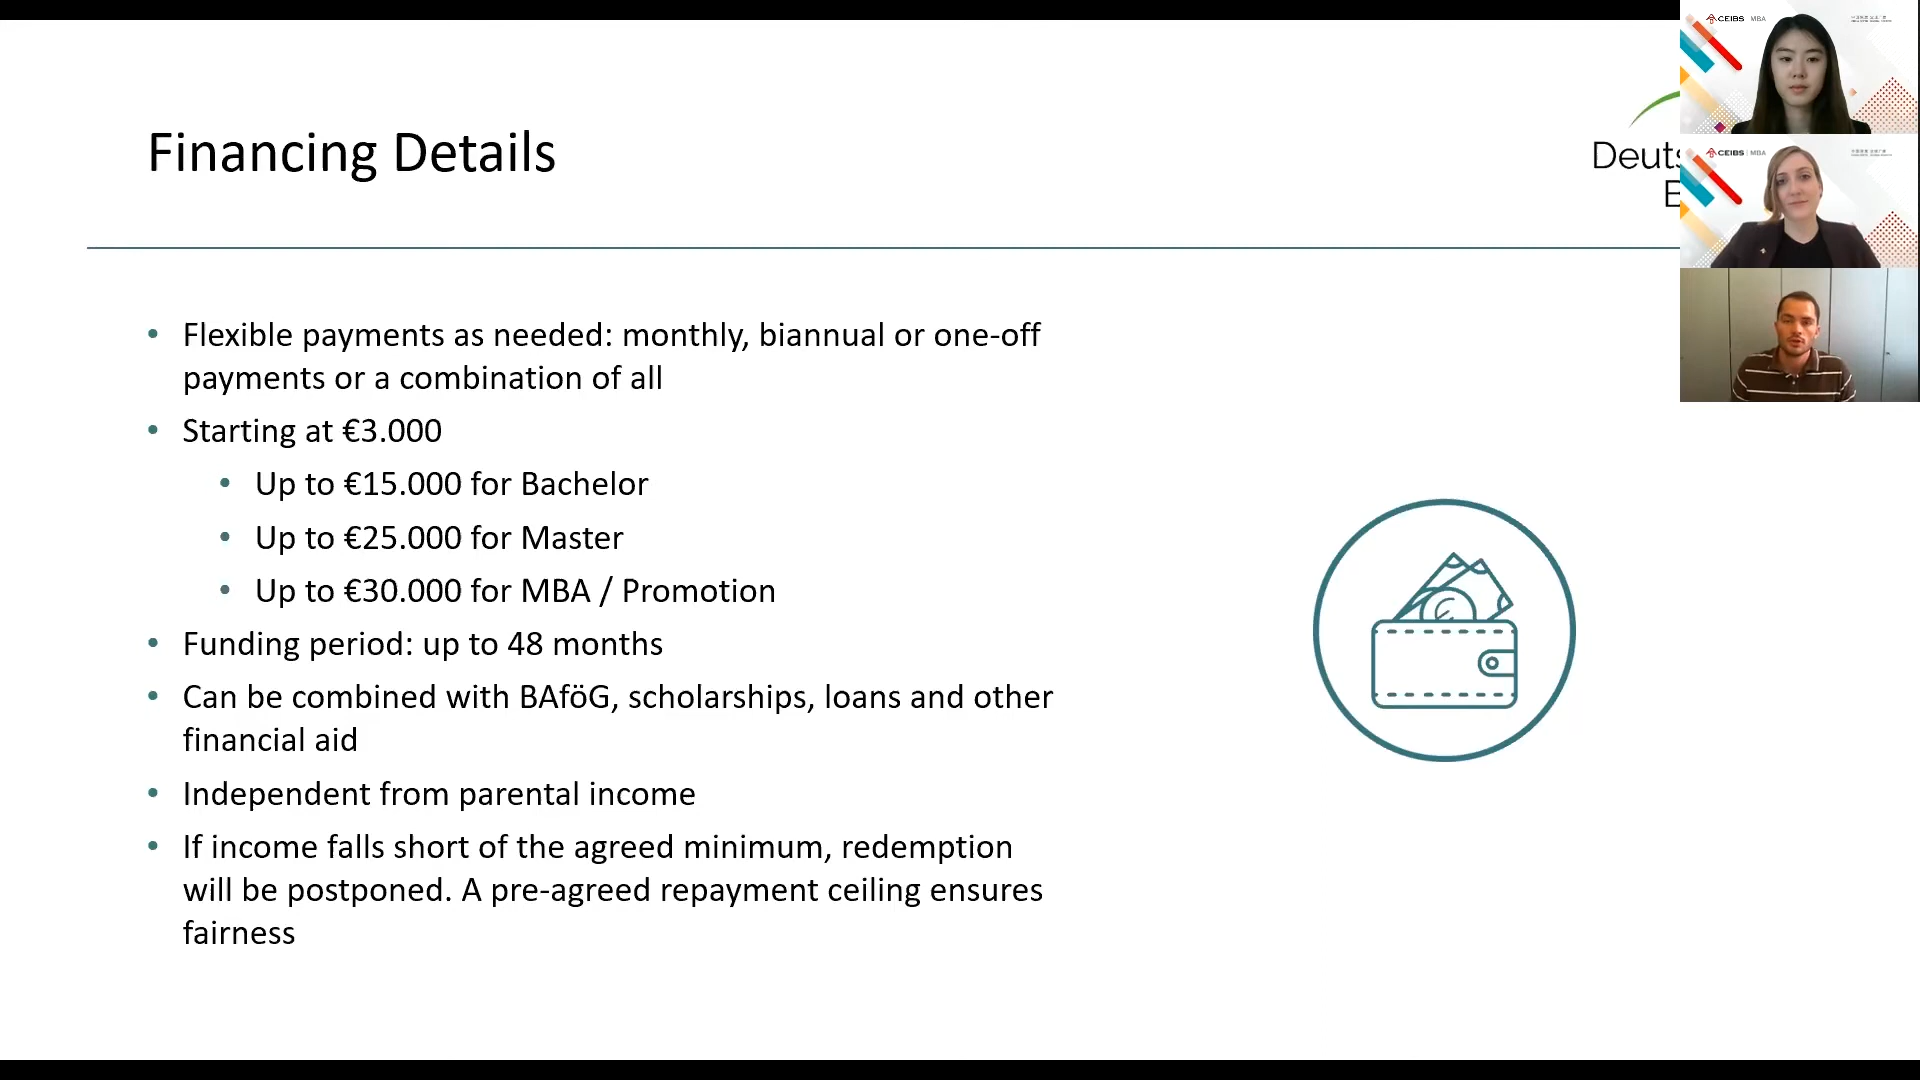 Financing Details
Deuts
B
CEIBS MBA
CEIBS | MBA
• Flexible payments as needed: monthly, biannual or one-off
payments or a combination of all
• Starting at €3.000
• Up to €15.000 for Bachelor
• Up to €25.000 for Master
• Up to €30.000 for MBA / Promotion
• Funding period: up to 48 months
• Can be combined with BAföG, scholarships, loans and other
financial aid
• Independent from parental income
• If income falls short of the agreed minimum, redemption
will be postponed. A pre-agreed repayment ceiling ensures
fairness